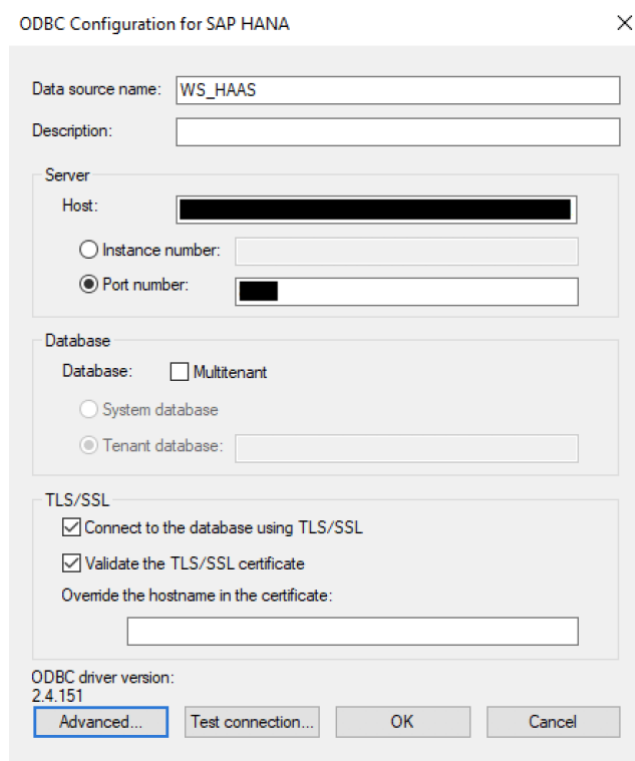 ODBC Configuration for SAP HANA
Data source name: WS_HAAS
Description:
Server
Host:
Instance number:
Port number:
Database
Database: Multitenant
System database
Tenant database:
TLS/SSL
Connect to the database using TLS/SSL
Validate the TLS/SSL certificate
Override the hostname in the certificate:
ODBC driver version:
2.4.151
Advanced... Test connection... OK Cancel